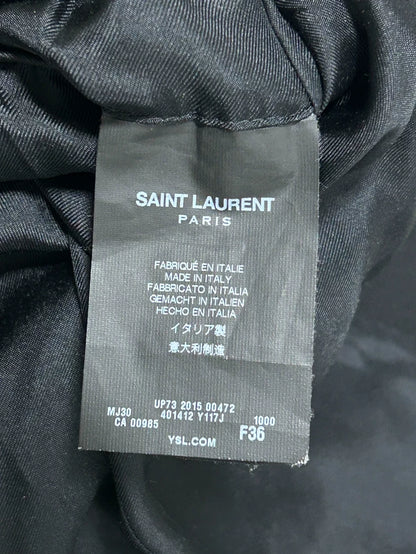 SAINT LAURENT
PARIS
FABRIQUÉ EN ITALIE
MADE IN ITALY
FABBRICATO IN ITALIA
GEMACHT IN ITALIEN
HECHO EN ITALIA
イタリア製
意大利制造
UP73 2015 00472
MJ30 401412 Y117J 1000
CA 00985 F36
YSL.COM